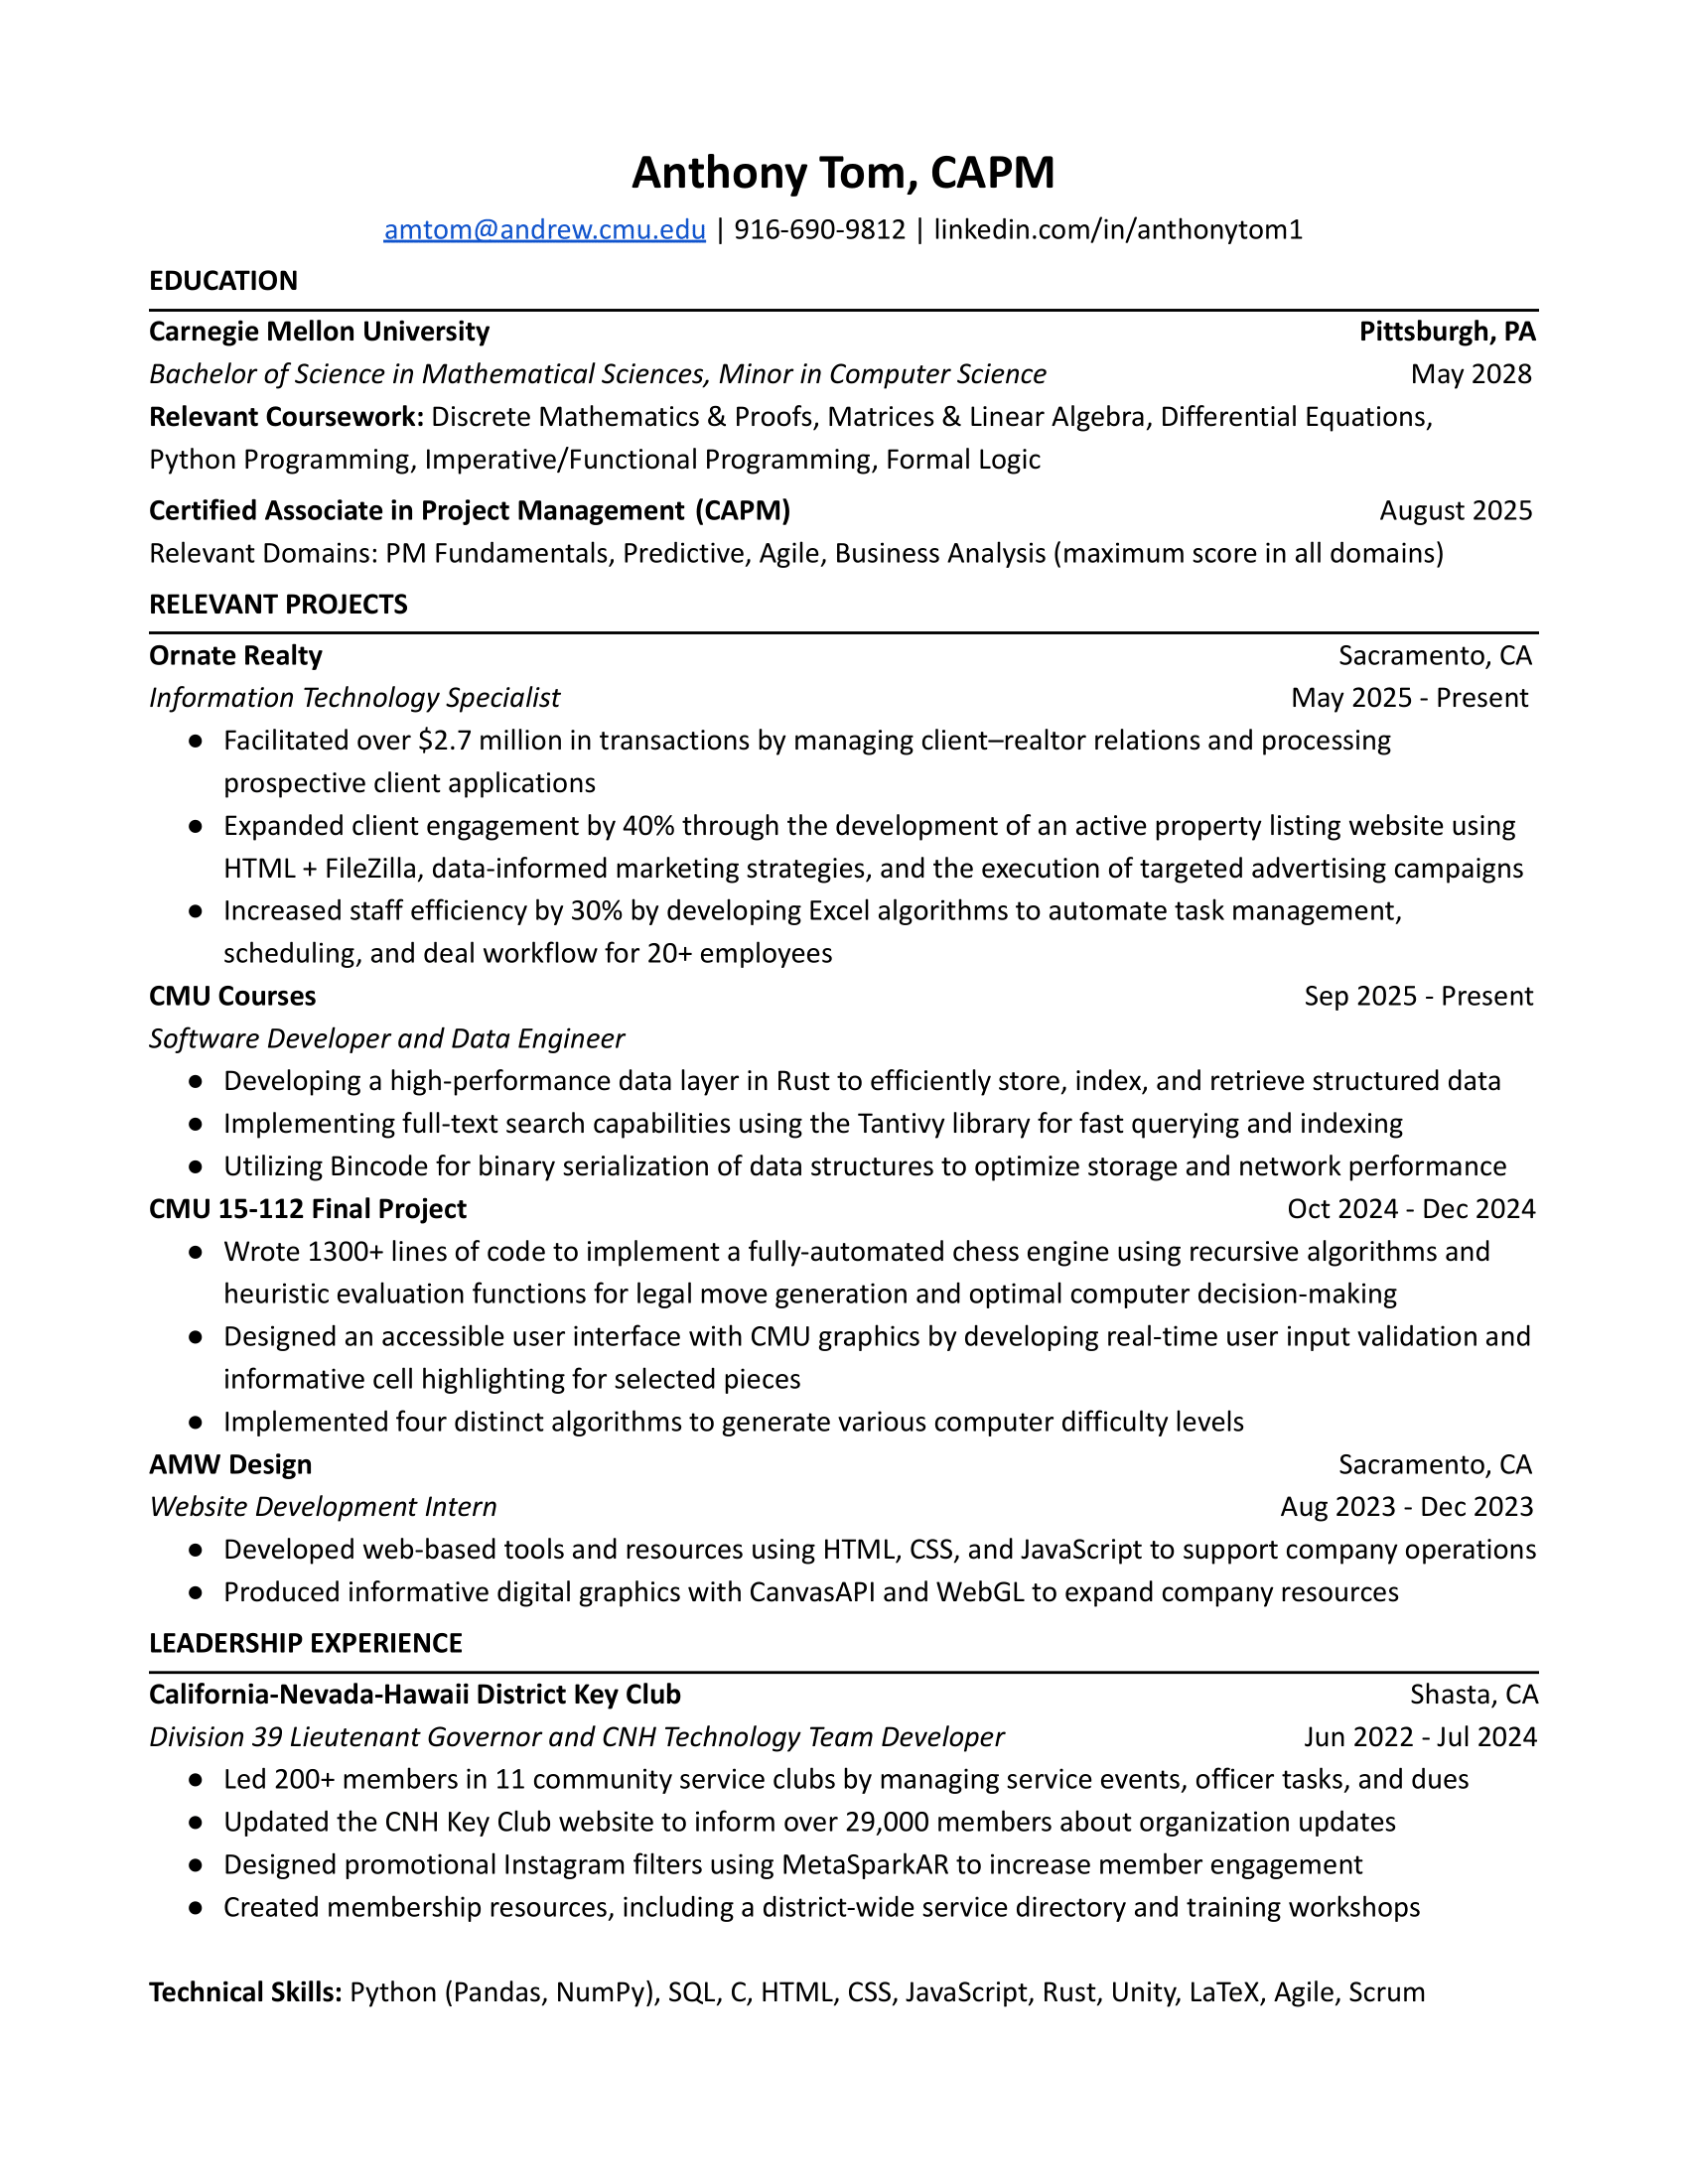 Anthony Tom, CAPM
amtom@andrew.cmu.edu | 916-690-9812 | linkedin.com/in/anthonytom1
EDUCATION
Carnegie Mellon University Pittsburgh, PA
Bachelor of Science in Mathematical Sciences, Minor in Computer Science May 2028
Relevant Coursework: Discrete Mathematics & Proofs, Matrices & Linear Algebra, Differential Equations,
Python Programming, Imperative/Functional Programming, Formal Logic
Certified Associate in Project Management (CAPM) August 2025
Relevant Domains: PM Fundamentals, Predictive, Agile, Business Analysis (maximum score in all domains)
RELEVANT PROJECTS
Ornate Realty Sacramento, CA
Information Technology Specialist May 2025 - Present
● Facilitated over $2.7 million in transactions by managing client–realtor relations and processing
prospective client applications
● Expanded client engagement by 40% through the development of an active property listing website using
HTML + FileZilla, data-informed marketing strategies, and the execution of targeted advertising campaigns
● Increased staff efficiency by 30% by developing Excel algorithms to automate task management,
scheduling, and deal workflow for 20+ employees
CMU Courses Sep 2025 - Present
Software Developer and Data Engineer
● Developing a high-performance data layer in Rust to efficiently store, index, and retrieve structured data
● Implementing full-text search capabilities using the Tantivy library for fast querying and indexing
● Utilizing Bincode for binary serialization of data structures to optimize storage and network performance
CMU 15-112 Final Project Oct 2024 - Dec 2024
● Wrote 1300+ lines of code to implement a fully-automated chess engine using recursive algorithms and
heuristic evaluation functions for legal move generation and optimal computer decision-making
● Designed an accessible user interface with CMU graphics by developing real-time user input validation and
informative cell highlighting for selected pieces
● Implemented four distinct algorithms to generate various computer difficulty levels
AMW Design Sacramento, CA
Website Development Intern Aug 2023 - Dec 2023
● Developed web-based tools and resources using HTML, CSS, and JavaScript to support company operations
● Produced informative digital graphics with CanvasAPI and WebGL to expand company resources
LEADERSHIP EXPERIENCE
California-Nevada-Hawaii District Key Club Shasta, CA
Division 39 Lieutenant Governor and CNH Technology Team Developer Jun 2022 - Jul 2024
● Led 200+ members in 11 community service clubs by managing service events, officer tasks, and dues
● Updated the CNH Key Club website to inform over 29,000 members about organization updates
● Designed promotional Instagram filters using MetaSparkAR to increase member engagement
● Created membership resources, including a district-wide service directory and training workshops
Technical Skills: Python (Pandas, NumPy), SQL, C, HTML, CSS, JavaScript, Rust, Unity, LaTeX, Agile, Scrum